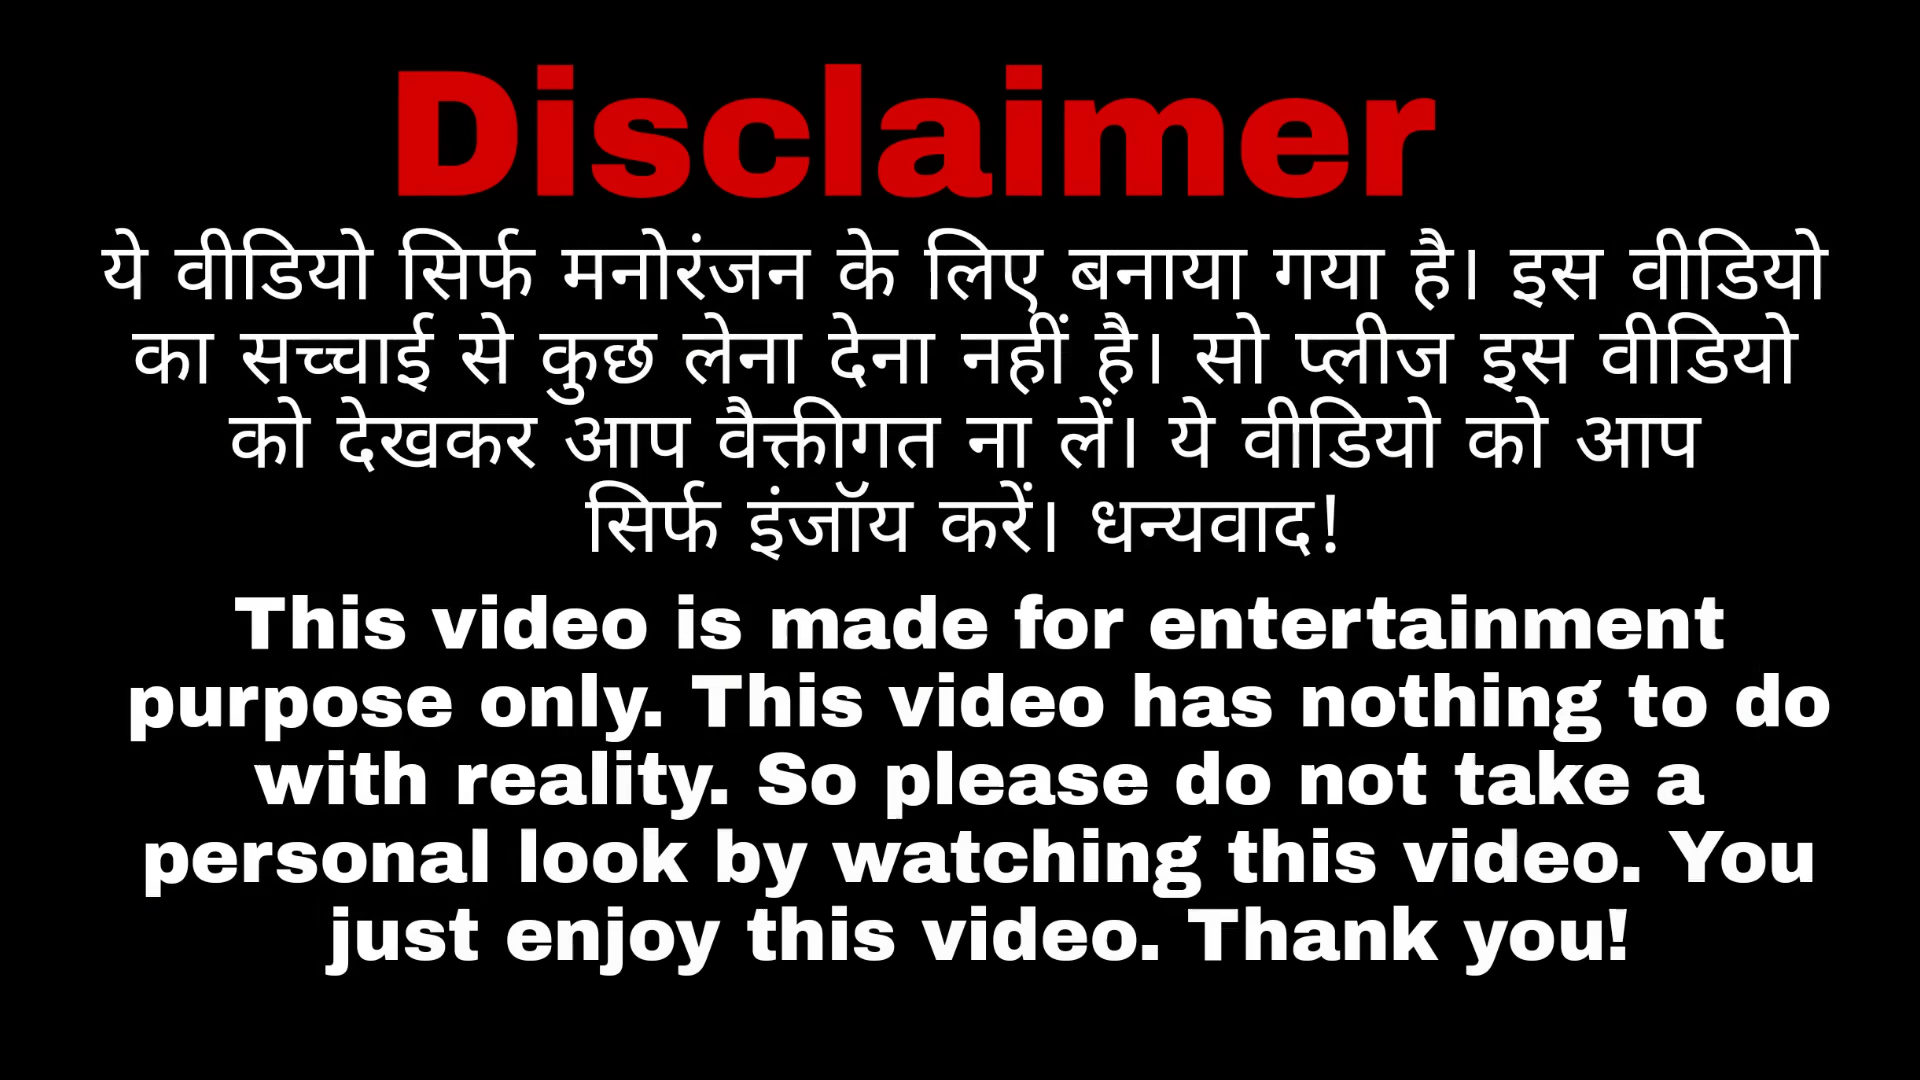 Disclaimer
ये वीडियो सिर्फ मनोरंजन के लिए बनाया गया है। इस वीडियो
का सच्चाई से कुछ लेना देना नहीं है। सो प्लीज इस वीडियो
को देखकर आप वैक्तीगत ना लें। ये वीडियो को आप
सिर्फ इंजॉय करें। धन्यवाद!
This video is made for entertainment
purpose only. This video has nothing to do
with reality. So please do not take a
personal look by watching this video. You
just enjoy this video. Thank you!